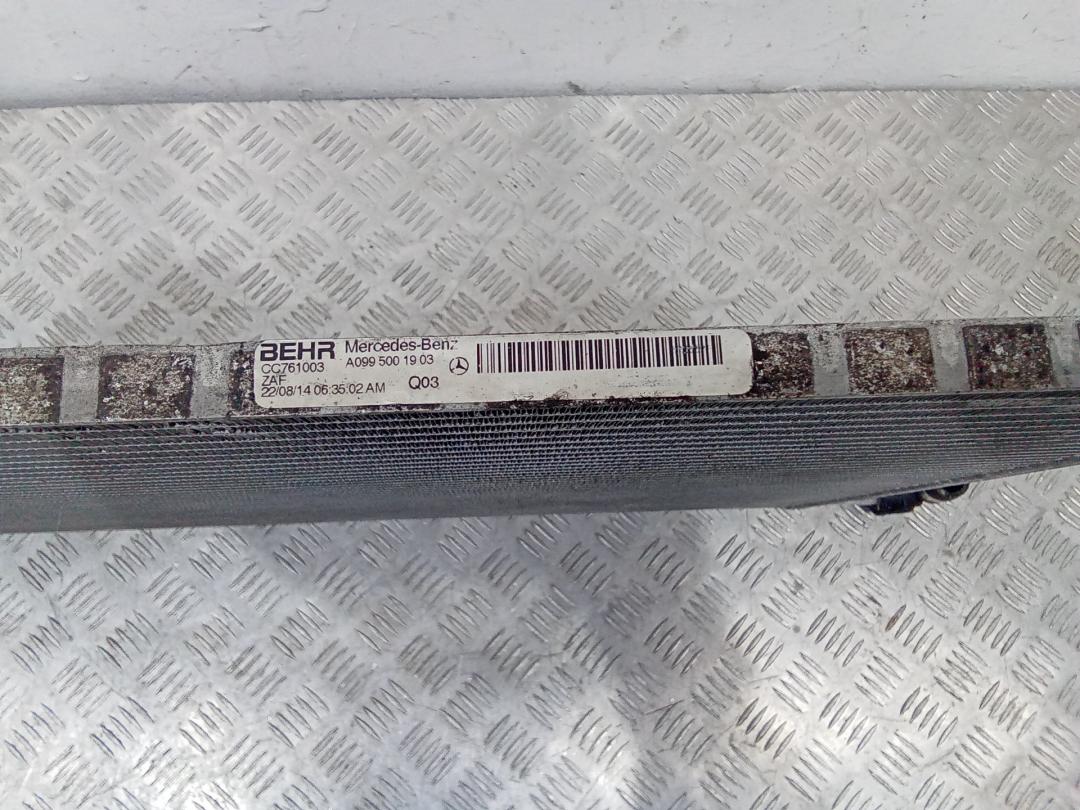 BEHR Mercedes-Benz
CC761003 A099 500 19 03
ZAF
22/08/14 06:35:02 AM Q03